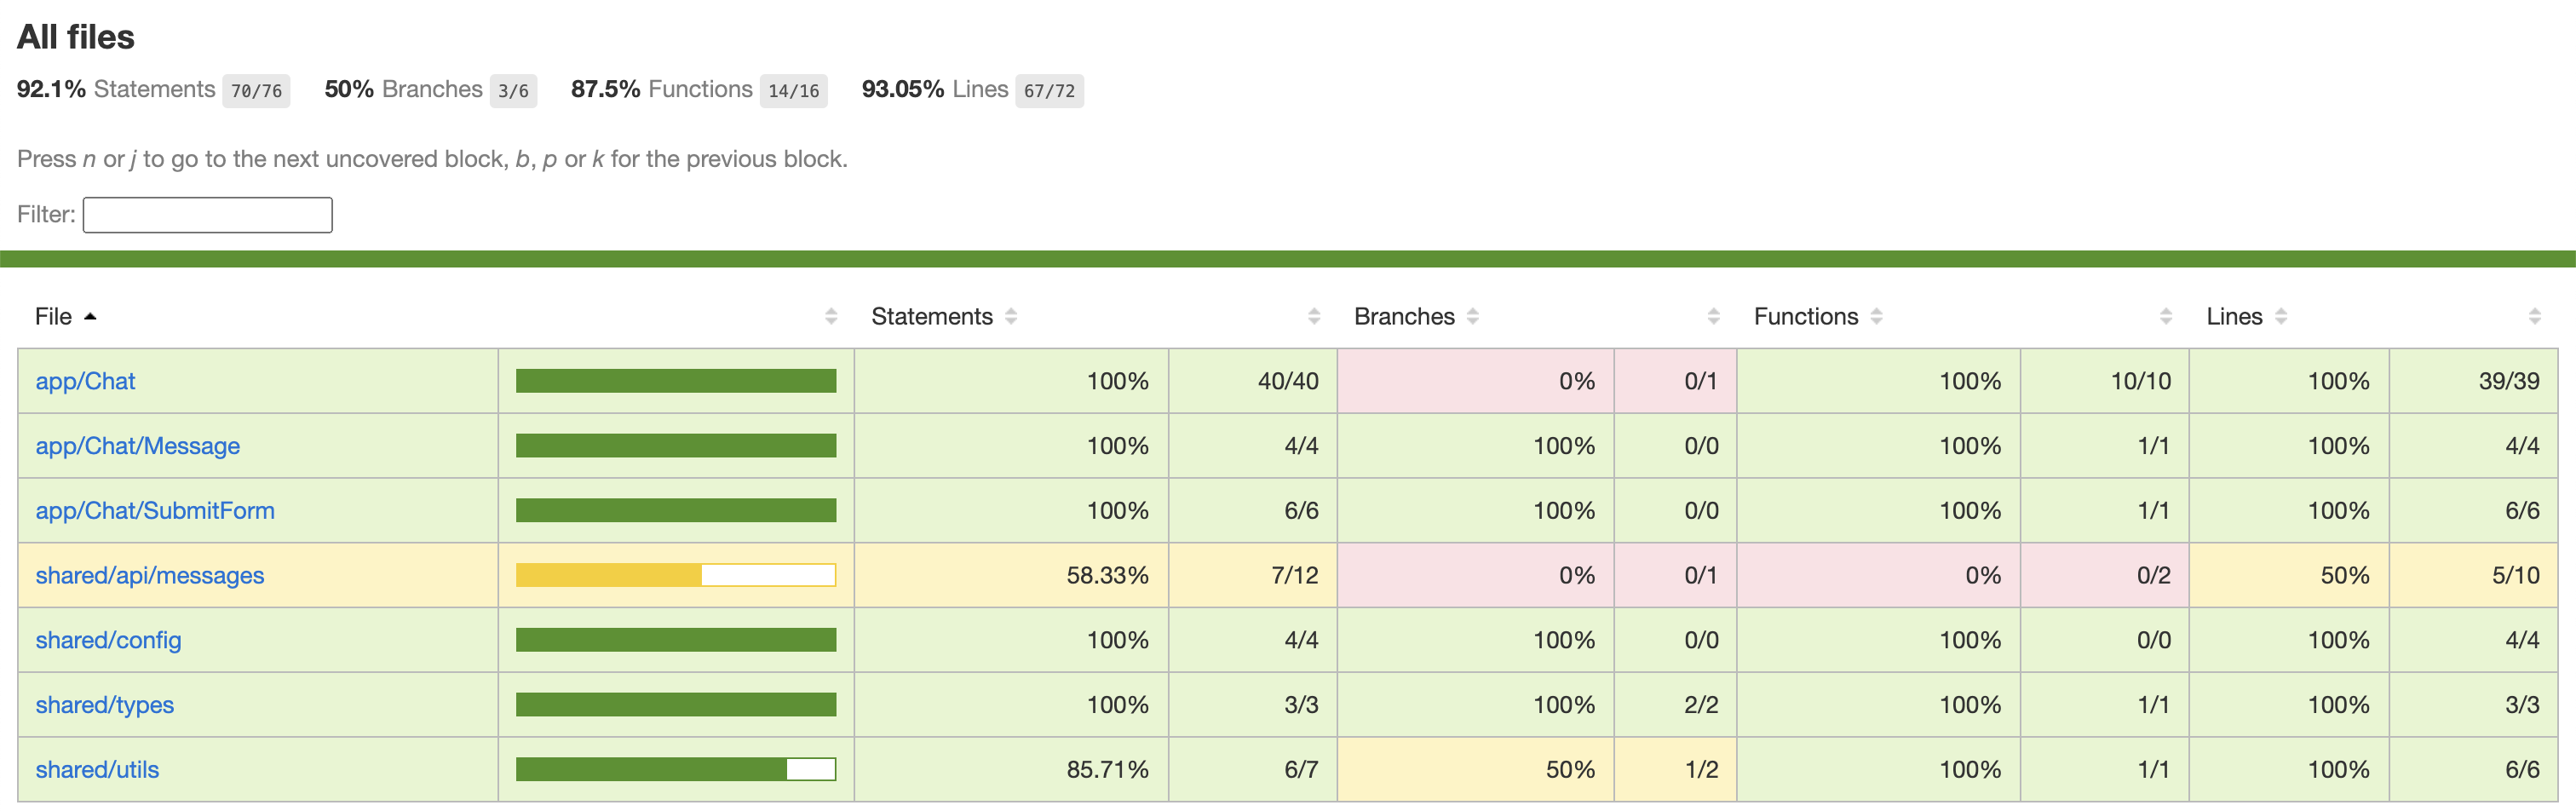 All files
92.1% Statements 70/76 50% Branches 3/6 87.5% Functions 14/16 93.05% Lines 67/72
Press n or j to go to the next uncovered block, b, p or k for the previous block.
Filter:
File Statements Branches Functions Lines
app/Chat 100% 40/40 0% 0/1 100% 10/10 100% 39/39
app/Chat/Message 100% 4/4 100% 0/0 100% 1/1 100% 4/4
app/Chat/SubmitForm 100% 6/6 100% 0/0 100% 1/1 100% 6/6
shared/api/messages 58.33% 7/12 0% 0/1 0% 0/2 50% 5/10
shared/config 100% 4/4 100% 0/0 100% 0/0 100% 4/4
shared/types 100% 3/3 100% 2/2 100% 1/1 100% 3/3
shared/utils 85.71% 6/7 50% 1/2 100% 1/1 100% 6/6